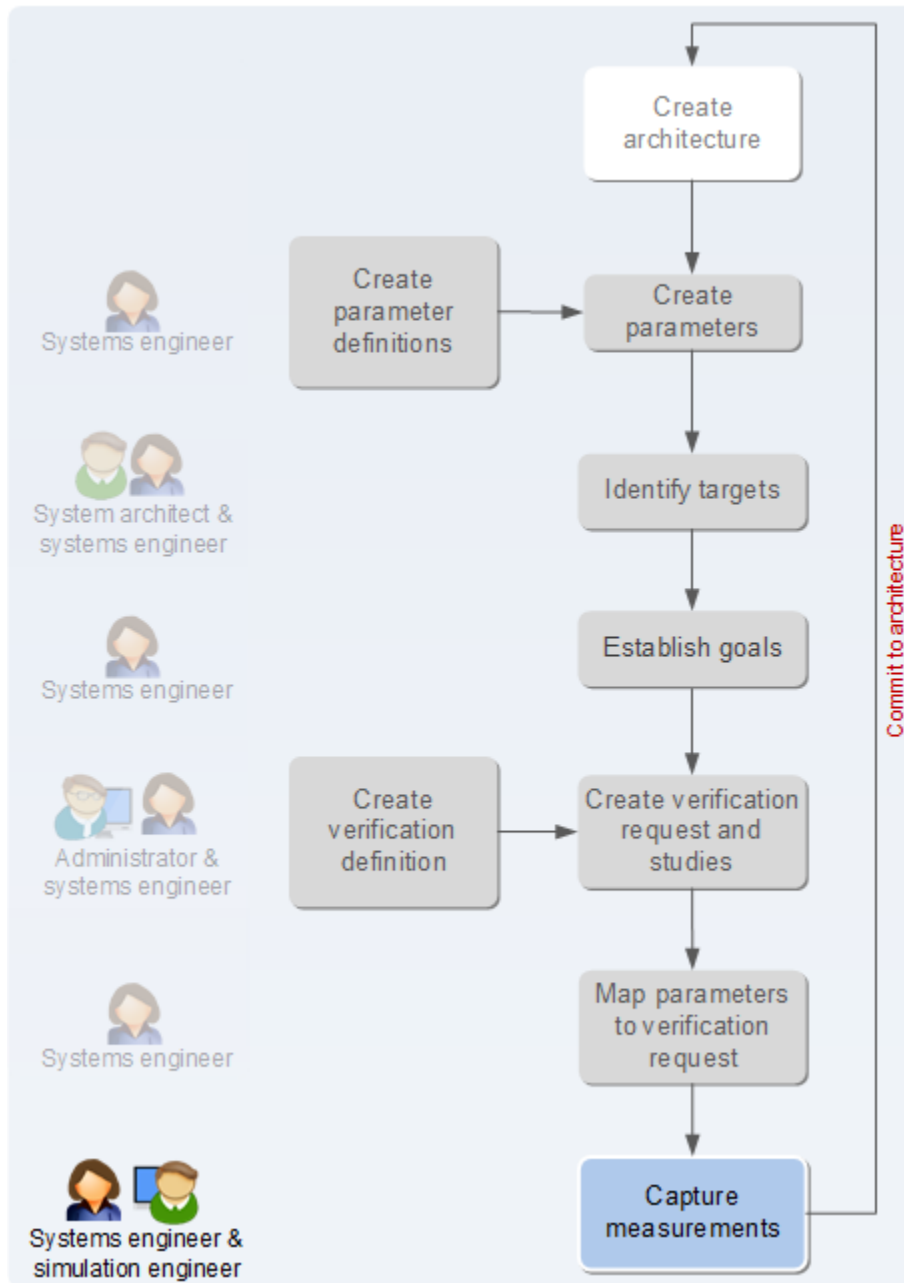 Create
architecture
Create
parameter
definitions
Create
parameters
Systems engineer
Identify targets
System architect &
systems engineer
Establish goals
Systems engineer
Commit to architecture
Create
verification
definition
Create verification
request and
studies
Administrator &
systems engineer
Map parameters
to verification
request
Systems engineer
Capture
measurements
Systems engineer &
simulation engineer